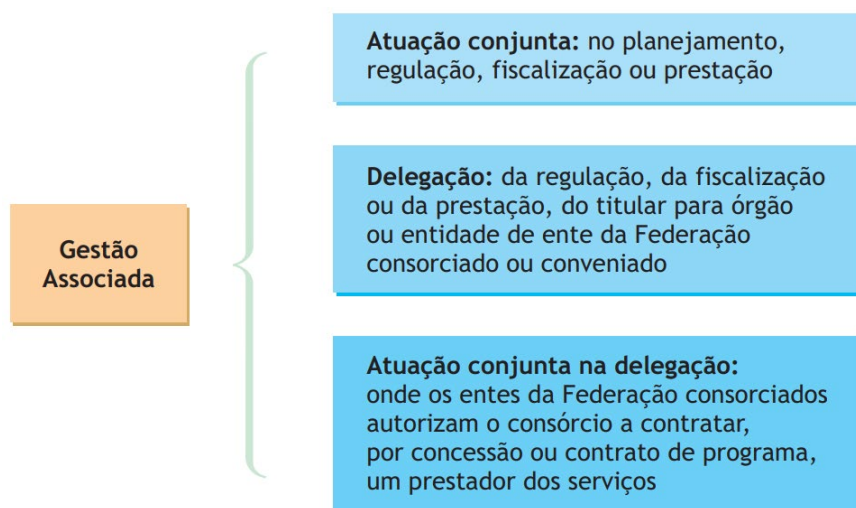 Gestão
Associada
Atuação conjunta: no planejamento,
regulação, fiscalização ou prestação
Delegação: da regulação, da fiscalização
ou da prestação, do titular para órgão
ou entidade de ente da Federação
consorciado ou conveniado
Atuação conjunta na delegação:
onde os entes da Federação consorciados
autorizam o consórcio a contratar,
por concessão ou contrato de programa,
um prestador dos serviços